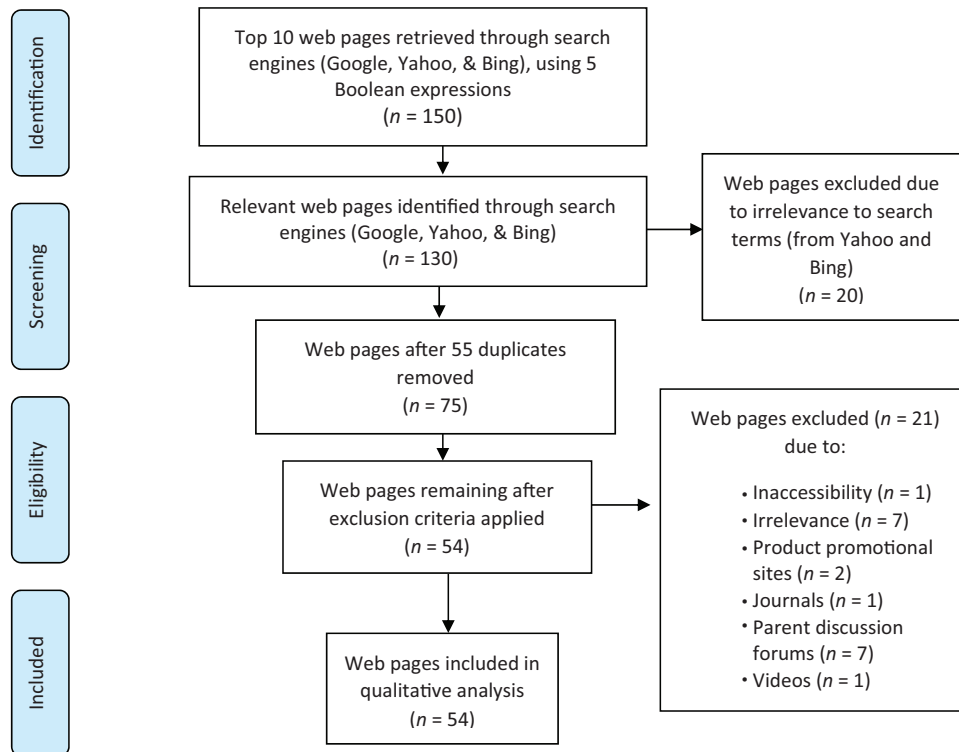 Identification
Top 10 web pages retrieved through search
engines (Google, Yahoo, & Bing), using 5
Boolean expressions
(n = 150)
Screening
Relevant web pages identified through search
engines (Google, Yahoo, & Bing)
(n = 130)
Web pages excluded due
to irrelevance to search
terms (from Yahoo and
Bing)
(n = 20)
Web pages after 55 duplicates
removed
(n = 75)
Eligibility
Web pages remaining after
exclusion criteria applied
(n = 54)
Web pages excluded (n = 21)
due to:
• Inaccessibility (n = 1)
• Irrelevance (n = 7)
• Product promotional
sites (n = 2)
• Journals (n = 1)
• Parent discussion
forums (n = 7)
• Videos (n = 1)
Included
Web pages included in
qualitative analysis
(n = 54)